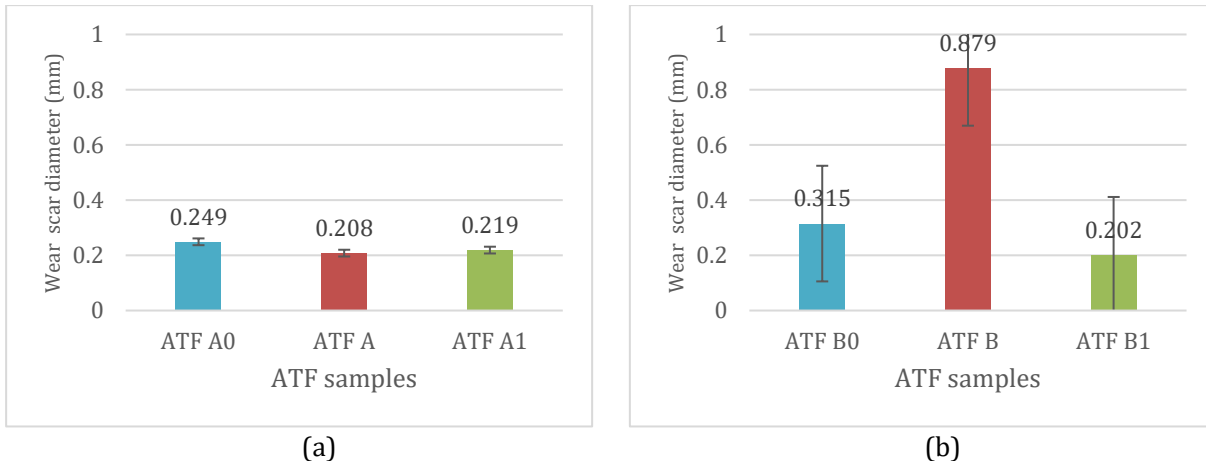 Wear scar diameter (mm)
1
0.8
0.6
0.4
0.2
0
0.249
0.208
0.219
ATF A0
ATF A
ATF A1
ATF samples
(a)
Wear scar diameter (mm)
1
0.8
0.6
0.4
0.2
0
0.315
0.879
0.202
ATF B0
ATF B
ATF B1
ATF samples
(b)